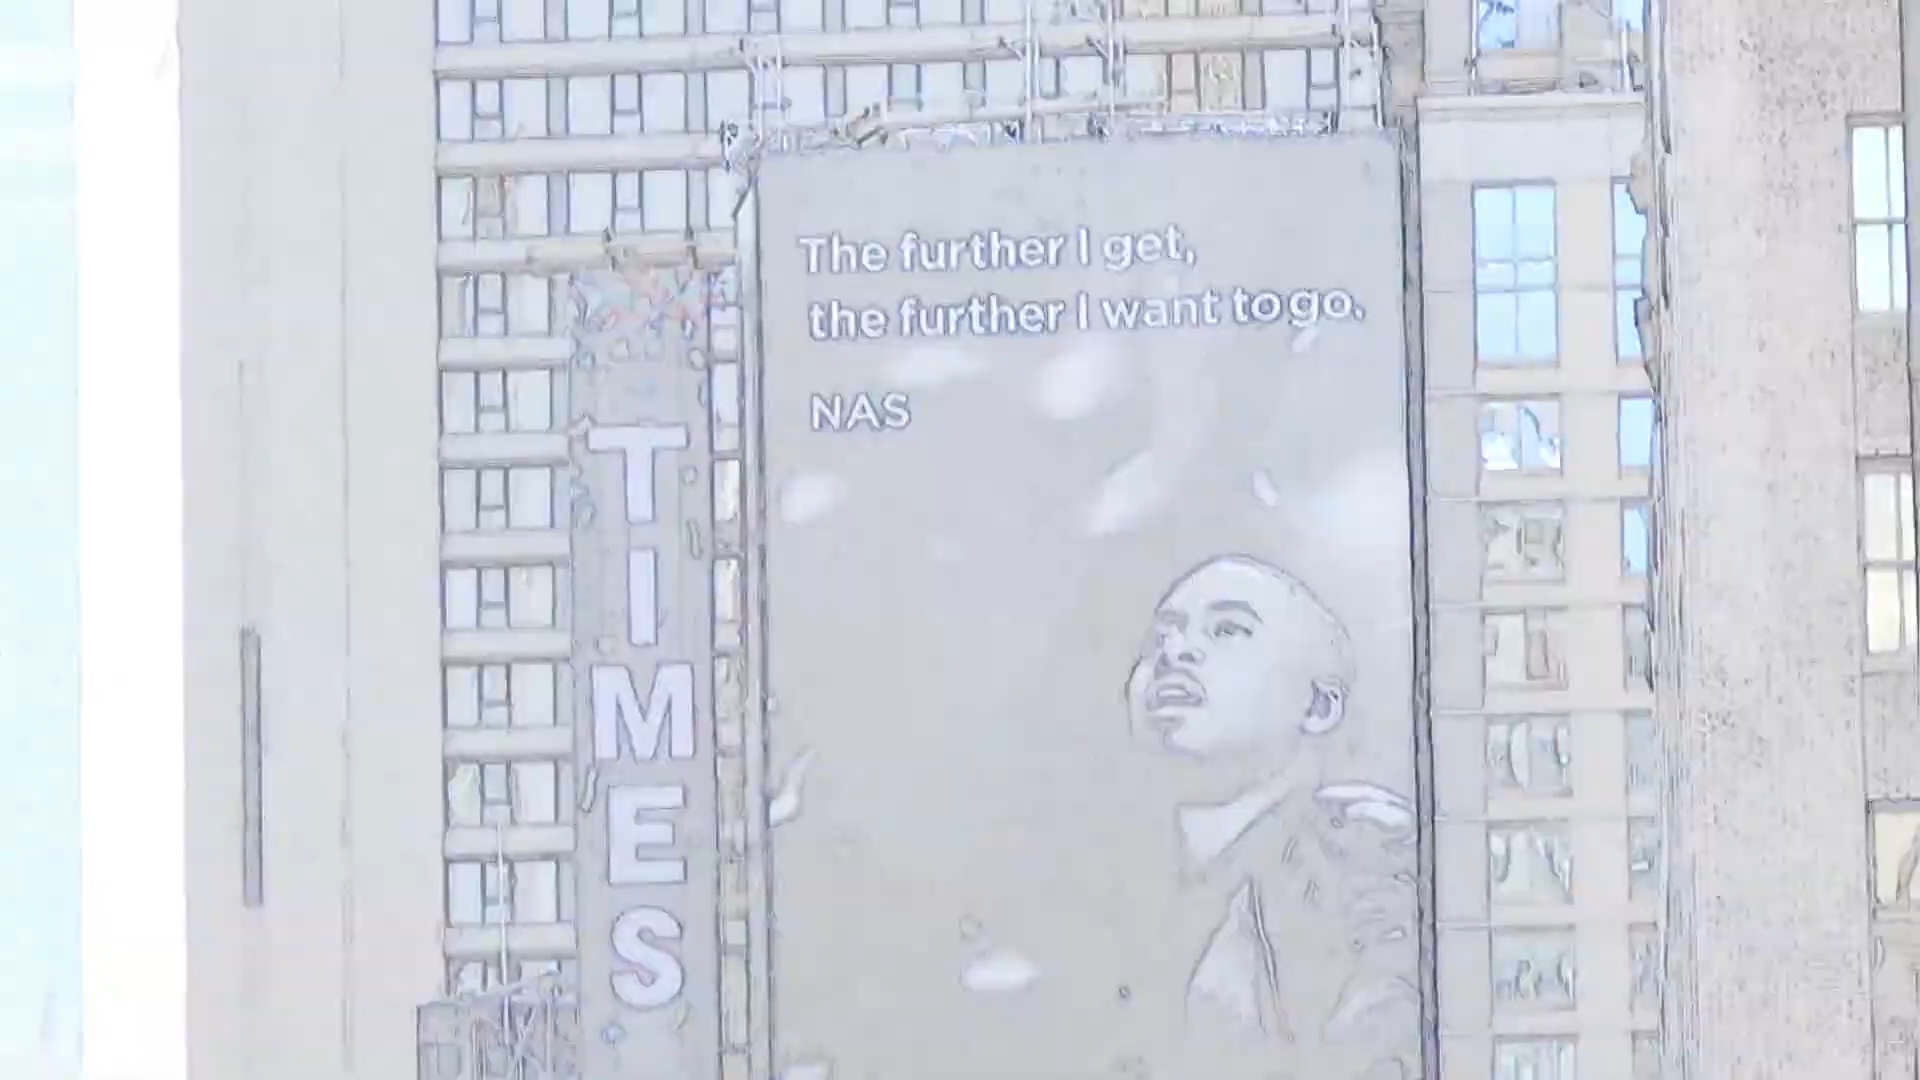 The further I get,
the further I want to go.
NAS
TIMES